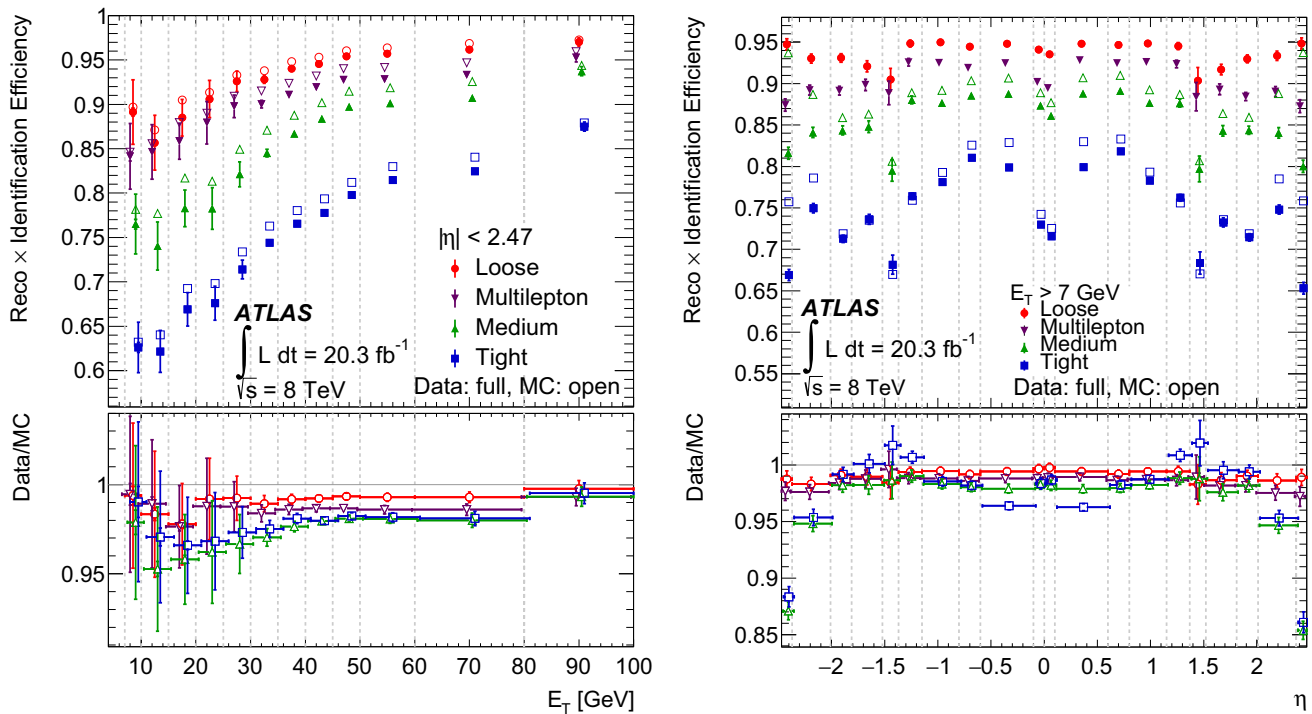 Reco × Identification Efficiency
1
0.95
0.9
0.85
0.8
0.75
0.7
0.65
0.6
|η| < 2.47
Loose
Multilepton
Medium
Tight
ATLAS
∫ L dt = 20.3 fb⁻¹
√s = 8 TeV
Data: full, MC: open
Data/MC
1
0.95
10 20 30 40 50 60 70 80 90 100
E_T [GeV]
Reco × Identification Efficiency
0.95
0.9
0.85
0.8
0.75
0.7
0.65
0.6
0.55
E_T > 7 GeV
Loose
Multilepton
Medium
Tight
ATLAS
∫ L dt = 20.3 fb⁻¹
√s = 8 TeV
Data: full, MC: open
Data/MC
1
0.95
0.9
0.85
−2 −1.5 −1 −0.5 0 0.5 1 1.5 2
η